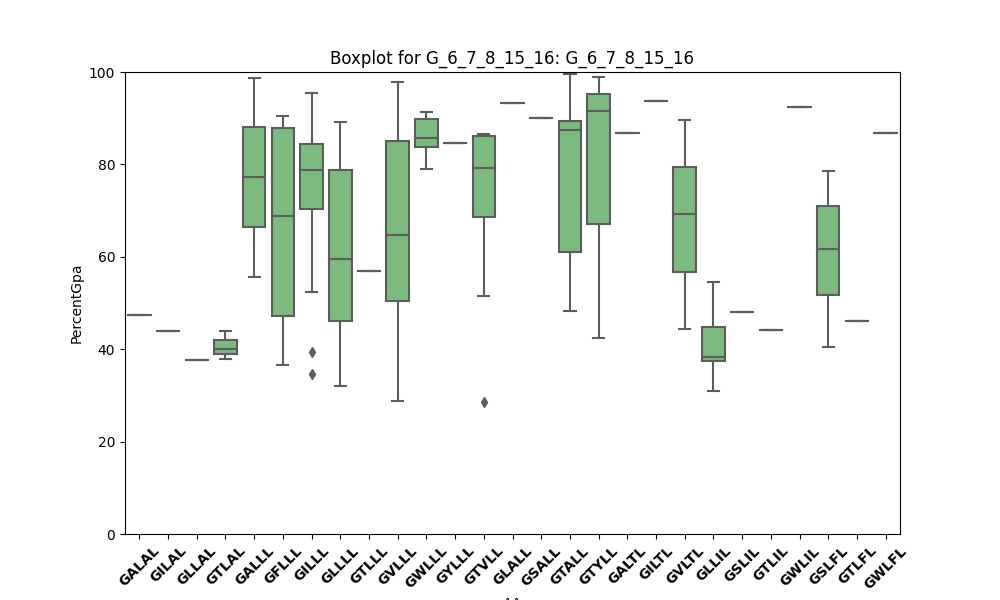 Boxplot for G_6_7_8_15_16: G_6_7_8_15_16
PercentGpa
100
80
60
40
20
0
GALAL
GILAL
GLLAL
GTLAL
GALLL
GFLLL
GILLL
GLLLL
GTLLL
GVLLL
GWLLL
GYLLL
GTVLL
GLALL
GSALL
GTALL
GTYLL
GALTL
GILTL
GVLTL
GLLIL
GSLIL
GTLIL
GWLIL
GSLFL
GTLFL
GWLFL